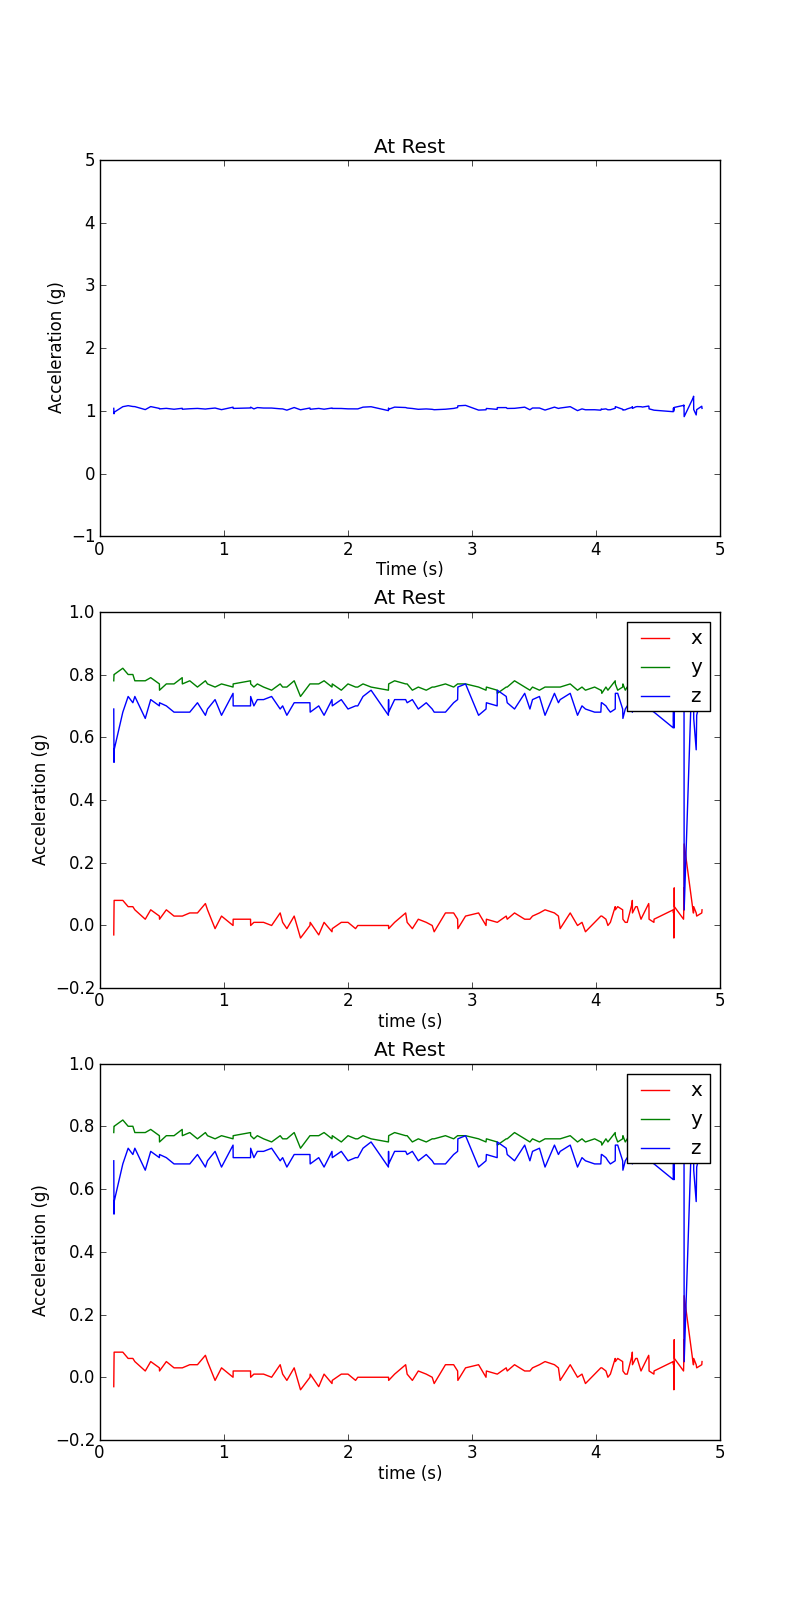 At Rest
5
4
3
2
1
0
−1
Acceleration (g)
0 1 2 3 4 5
Time (s)
At Rest
1.0
0.8
0.6
0.4
0.2
0.0
−0.2
Acceleration (g)
x
y
z
0 1 2 3 4 5
time (s)
At Rest
1.0
0.8
0.6
0.4
0.2
0.0
−0.2
Acceleration (g)
x
y
z
0 1 2 3 4 5
time (s)